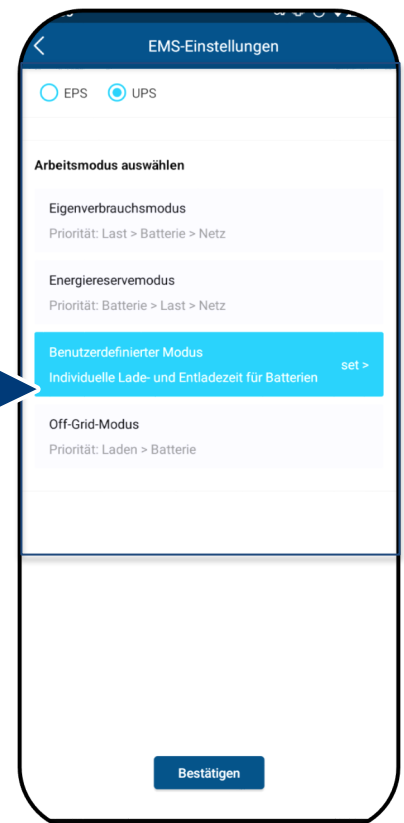 EMS-Einstellungen
EPS UPS
Arbeitsmodus auswählen
Eigenverbrauchsmodus
Priorität: Last > Batterie > Netz
Energiereservemodus
Priorität: Batterie > Last > Netz
Benutzerdefinierter Modus
set >
Individuelle Lade- und Entladezeit für Batterien
Off-Grid-Modus
Priorität: Laden > Batterie
Bestätigen